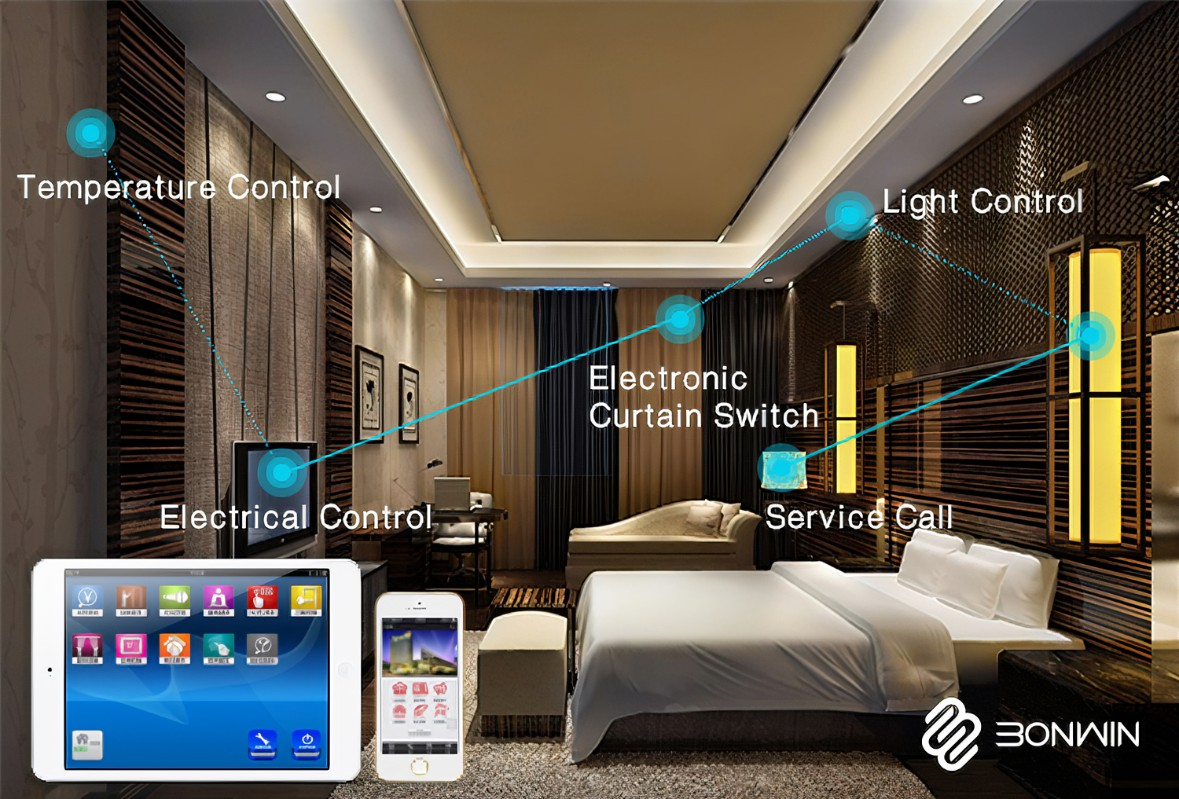 Temperature Control
Light Control
Electronic
Curtain Switch
Electrical Control
Service Call
BONWIN